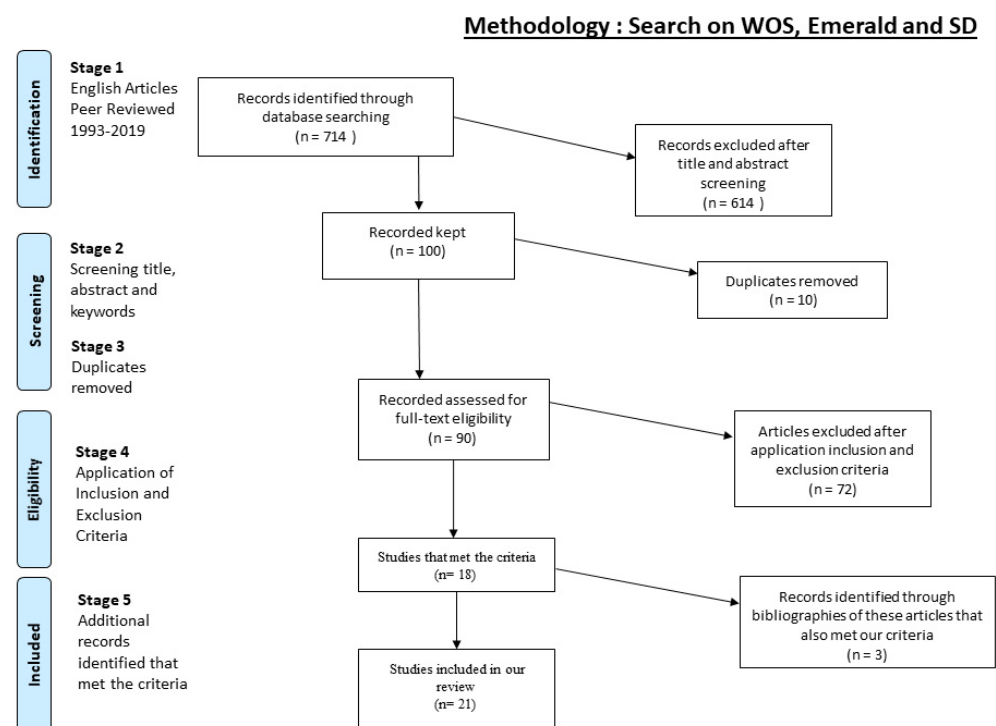 Methodology : Search on WOS, Emerald and SD
Identification
Stage 1
English Articles
Peer Reviewed
1993-2019
Records identified through
database searching
(n = 714 )
Records excluded after
title and abstract
screening
(n = 614 )
Screening
Stage 2
Screening title,
abstract and
keywords
Recorded kept
(n = 100)
Duplicates removed
(n = 10)
Stage 3
Duplicates
removed
Recorded assessed for
full-text eligibility
(n = 90)
Eligibility
Stage 4
Application of
Inclusion and
Exclusion
Criteria
Articles excluded after
application inclusion and
exclusion criteria
(n = 72)
Studies that met the criteria
(n= 18)
Included
Stage 5
Additional
records
identified that
met the criteria
Records identified through
bibliographies of these articles that
also met our criteria
(n = 3)
Studies included in our
review
(n= 21)